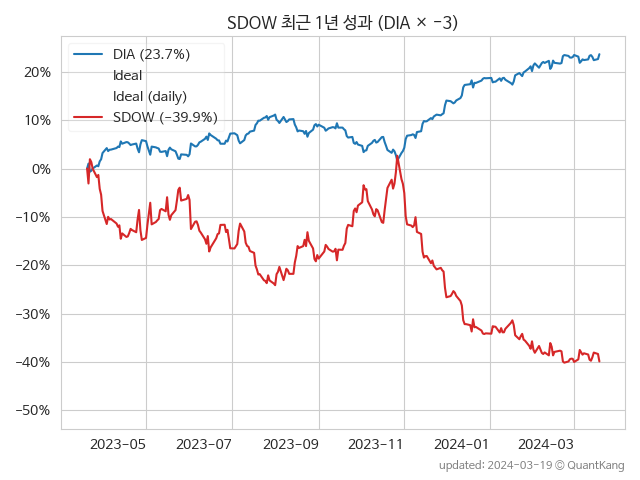 SDOW 최근 1년 성과 (DIA × −3)
DIA (23.7%)
Ideal
Ideal (daily)
SDOW (−39.9%)
20%
10%
0%
−10%
−20%
−30%
−40%
−50%
2023-05 2023-07 2023-09 2023-11 2024-01 2024-03
updated: 2024-03-19 © QuantKang